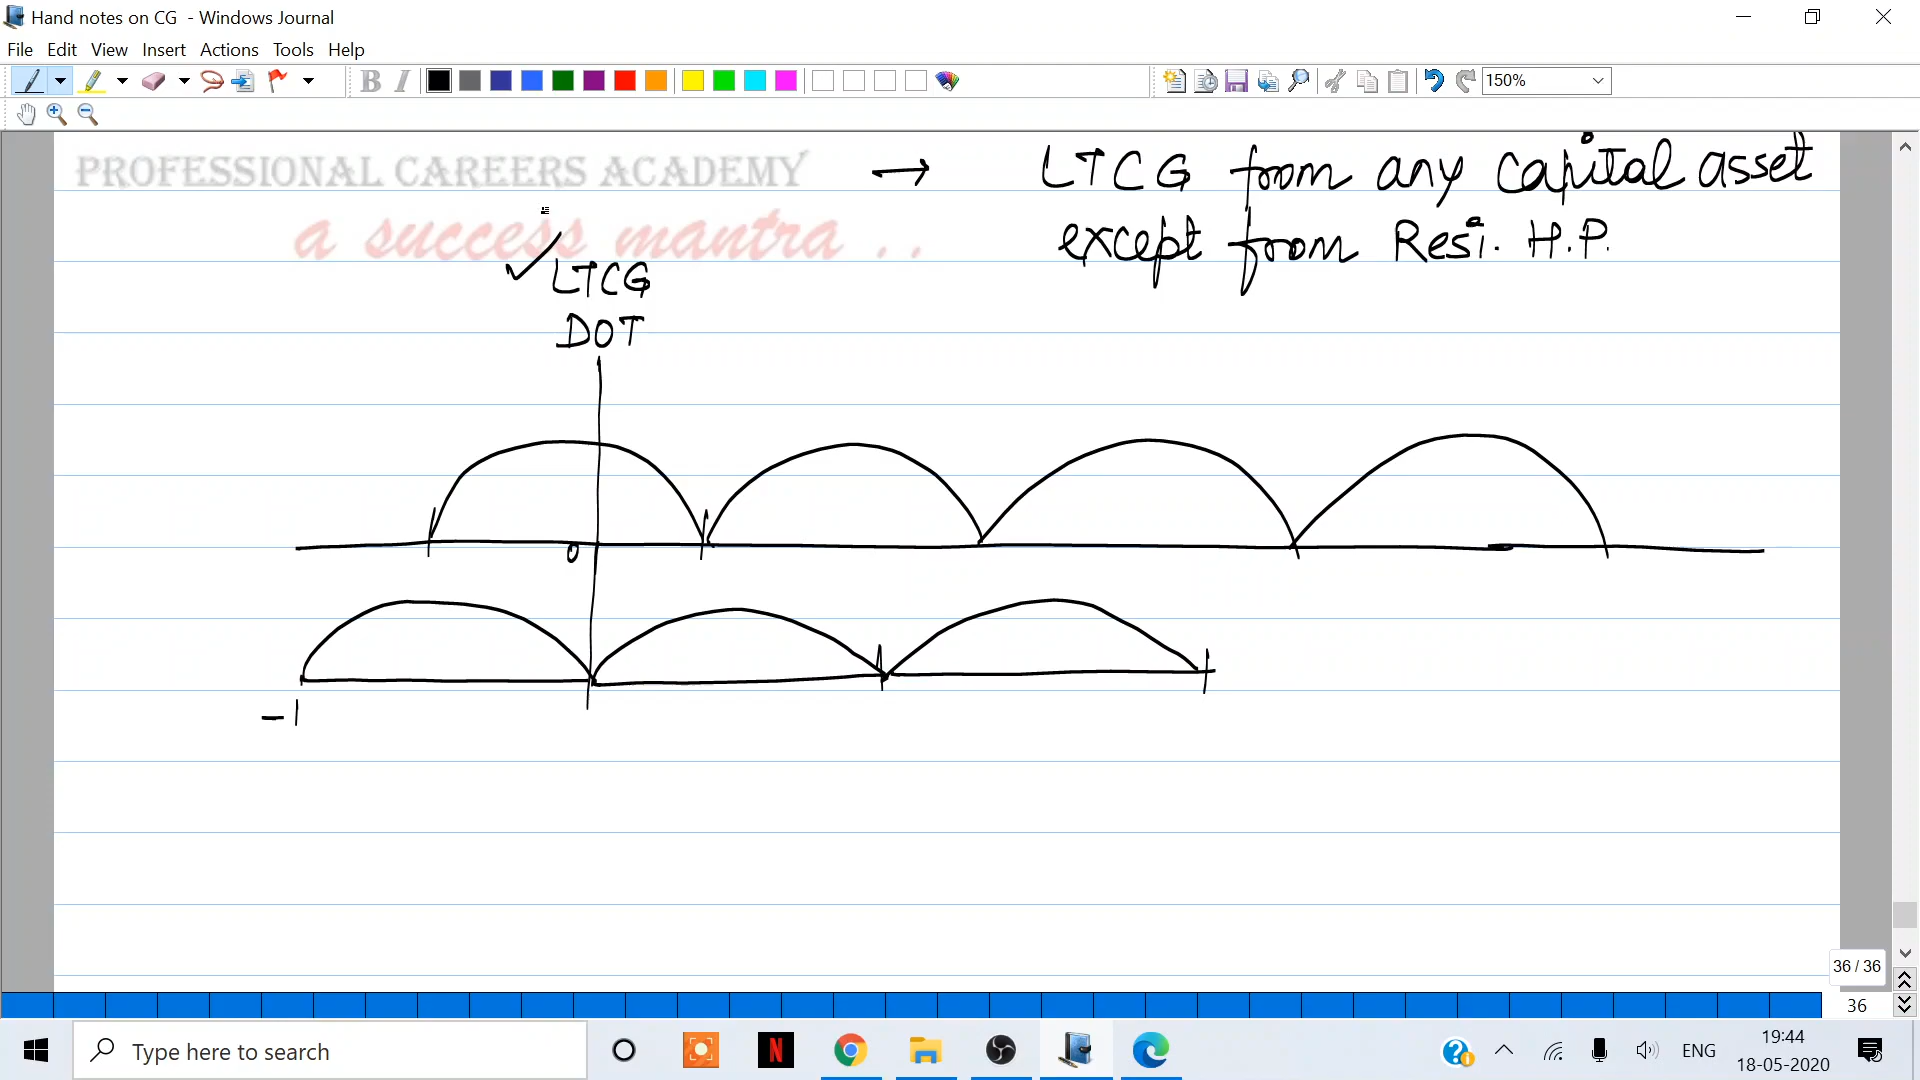 Hand notes on CG - Windows Journal
File Edit View Insert Actions Tools Help
B I
150%
PROFESSIONAL CAREERS ACADEMY
a success mantra ..
→ LTCG from any capital asset
except from Resi. H.P.
✓LTCG
DOT
0
-1
36 / 36
36
Type here to search
N
ENG
19:44
18-05-2020